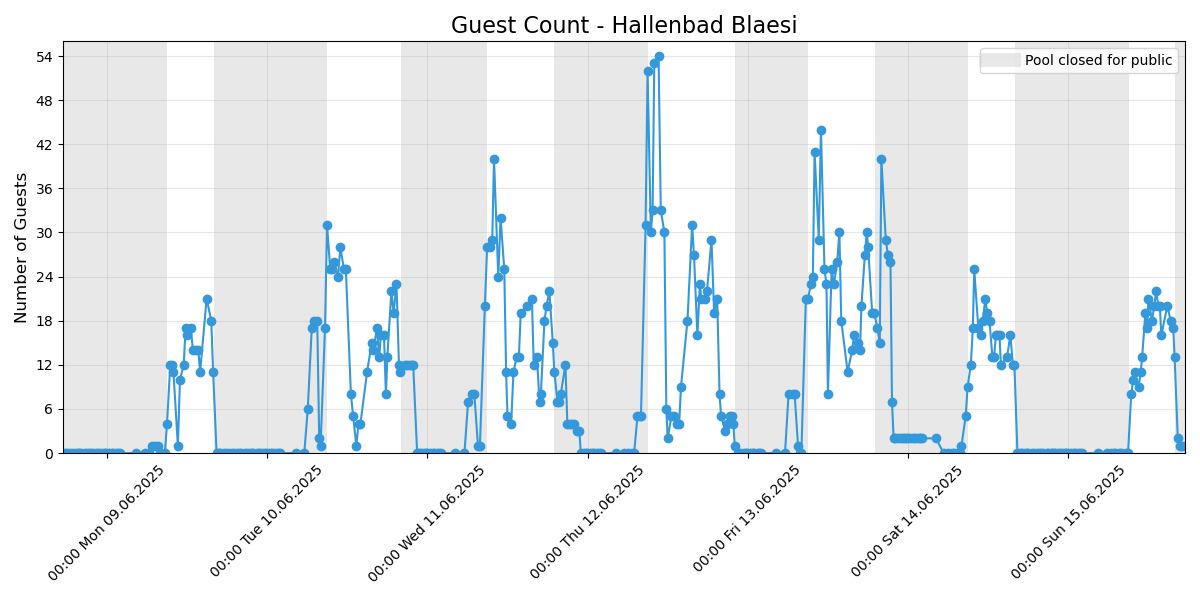 Guest Count - Hallenbad Blaesi
Pool closed for public
Number of Guests
54
48
42
36
30
24
18
12
6
0
00:00 Mon 09.06.2025
00:00 Tue 10.06.2025
00:00 Wed 11.06.2025
00:00 Thu 12.06.2025
00:00 Fri 13.06.2025
00:00 Sat 14.06.2025
00:00 Sun 15.06.2025